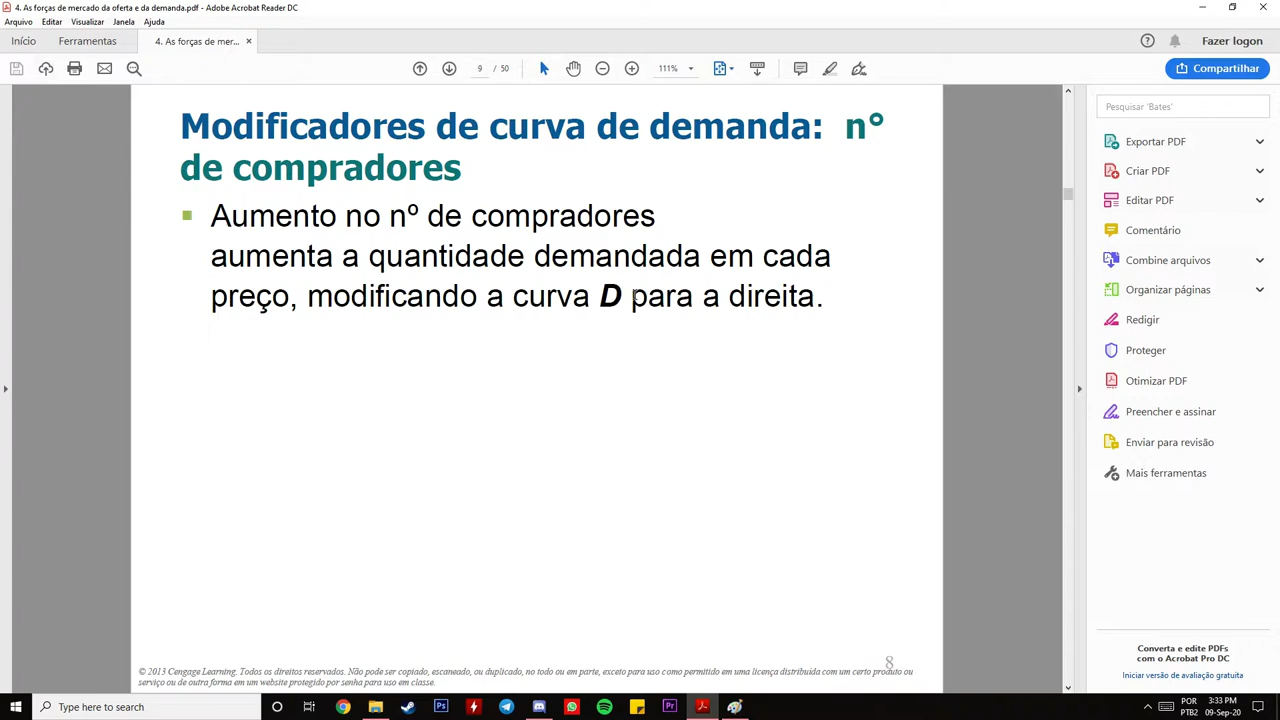 4. As forças de mercado da oferta e da demanda.pdf - Adobe Acrobat Reader DC
Arquivo Editar Visualizar Janela Ajuda
Início Ferramentas 4. As forças de mer... × Fazer logon
9 / 50 111% Compartilhar
Modificadores de curva de demanda: n°
de compradores
Aumento no nº de compradores
aumenta a quantidade demandada em cada
preço, modificando a curva D para a direita.
8
© 2013 Cengage Learning. Todos os direitos reservados. Não pode ser copiado, escaneado, ou duplicado, no todo ou em parte, exceto para uso como permitido em uma licença distribuída com um certo produto ou
serviço ou de outra forma em um website protegido por senha para uso em classe.
Pesquisar 'Bates'
Exportar PDF
Criar PDF
Editar PDF
Comentário
Combine arquivos
Organizar páginas
Redigir
Proteger
Otimizar PDF
Preencher e assinar
Enviar para revisão
Mais ferramentas
Converta e edite PDFs
com o Acrobat Pro DC
Iniciar versão de avaliação gratuita
Type here to search
Ps
Pr
POR 3:33 PM
PTB2 09-Sep-20